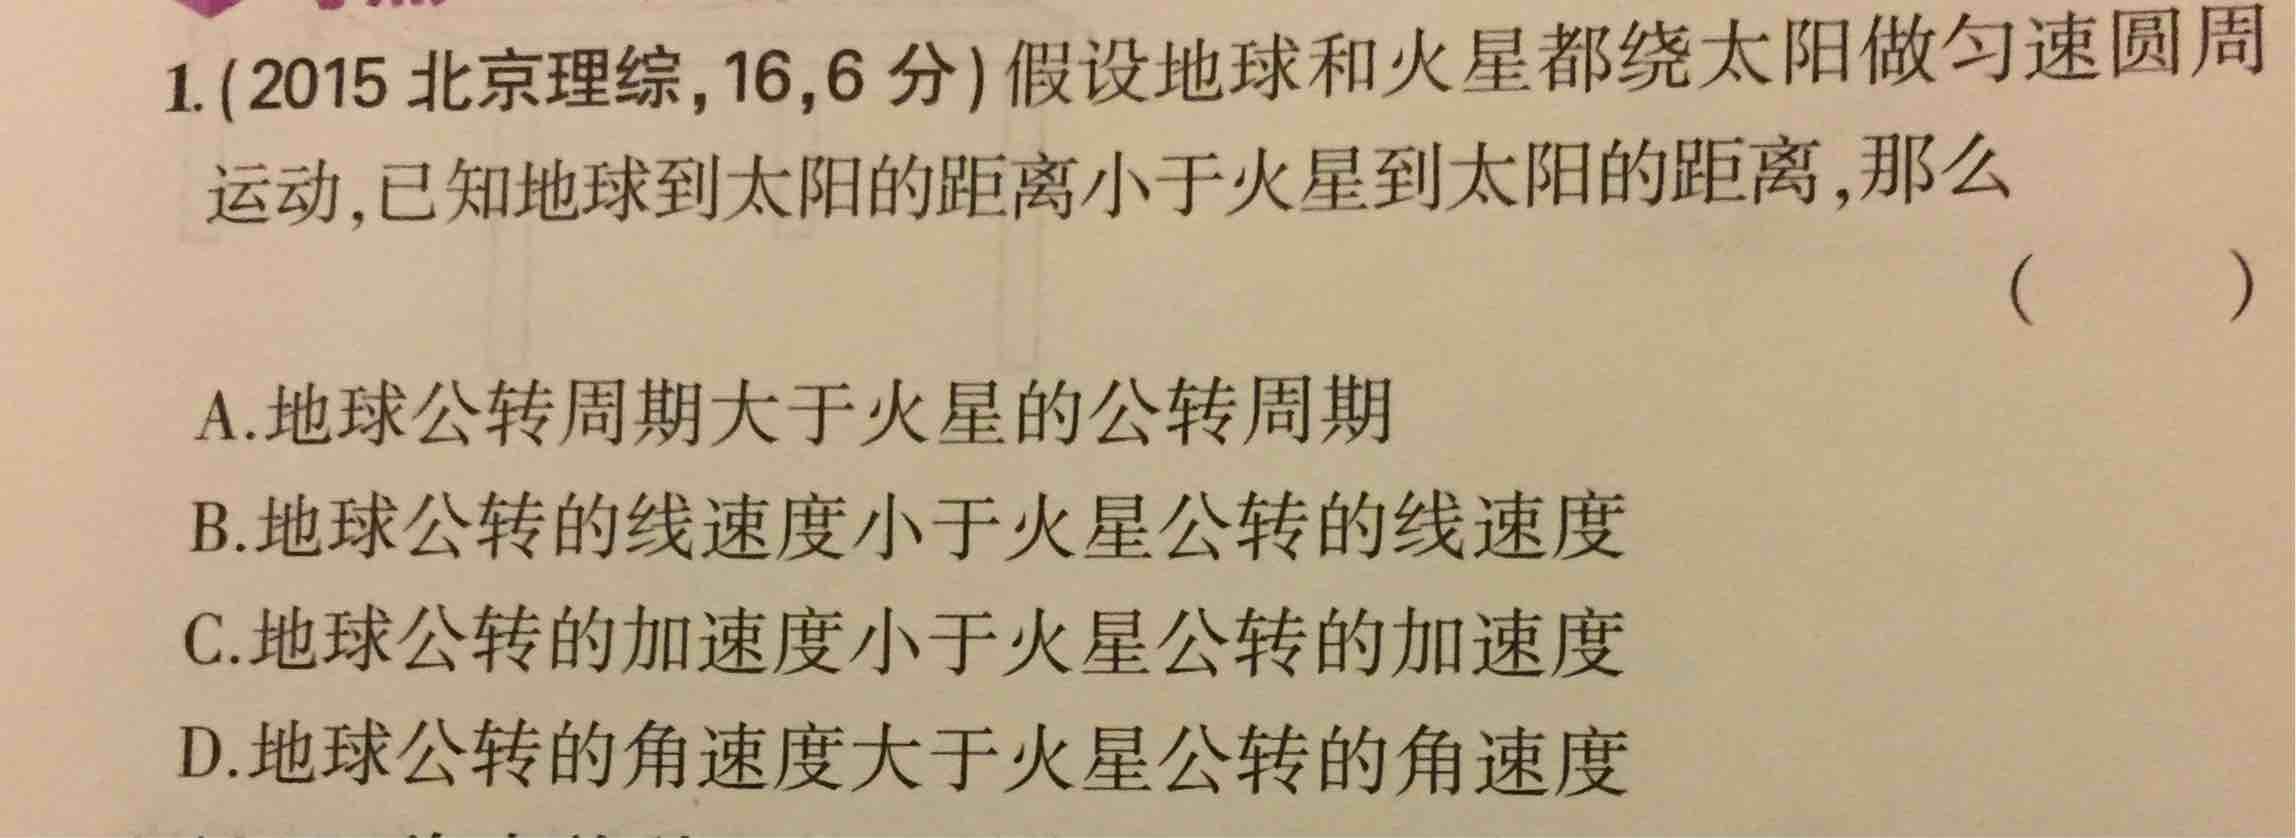 1.(2015北京理综,16,6分)假设地球和火星都绕太阳做匀速圆周
运动,已知地球到太阳的距离小于火星到太阳的距离,那么
(　　)
A.地球公转周期大于火星的公转周期
B.地球公转的线速度小于火星公转的线速度
C.地球公转的加速度小于火星公转的加速度
D.地球公转的角速度大于火星公转的角速度